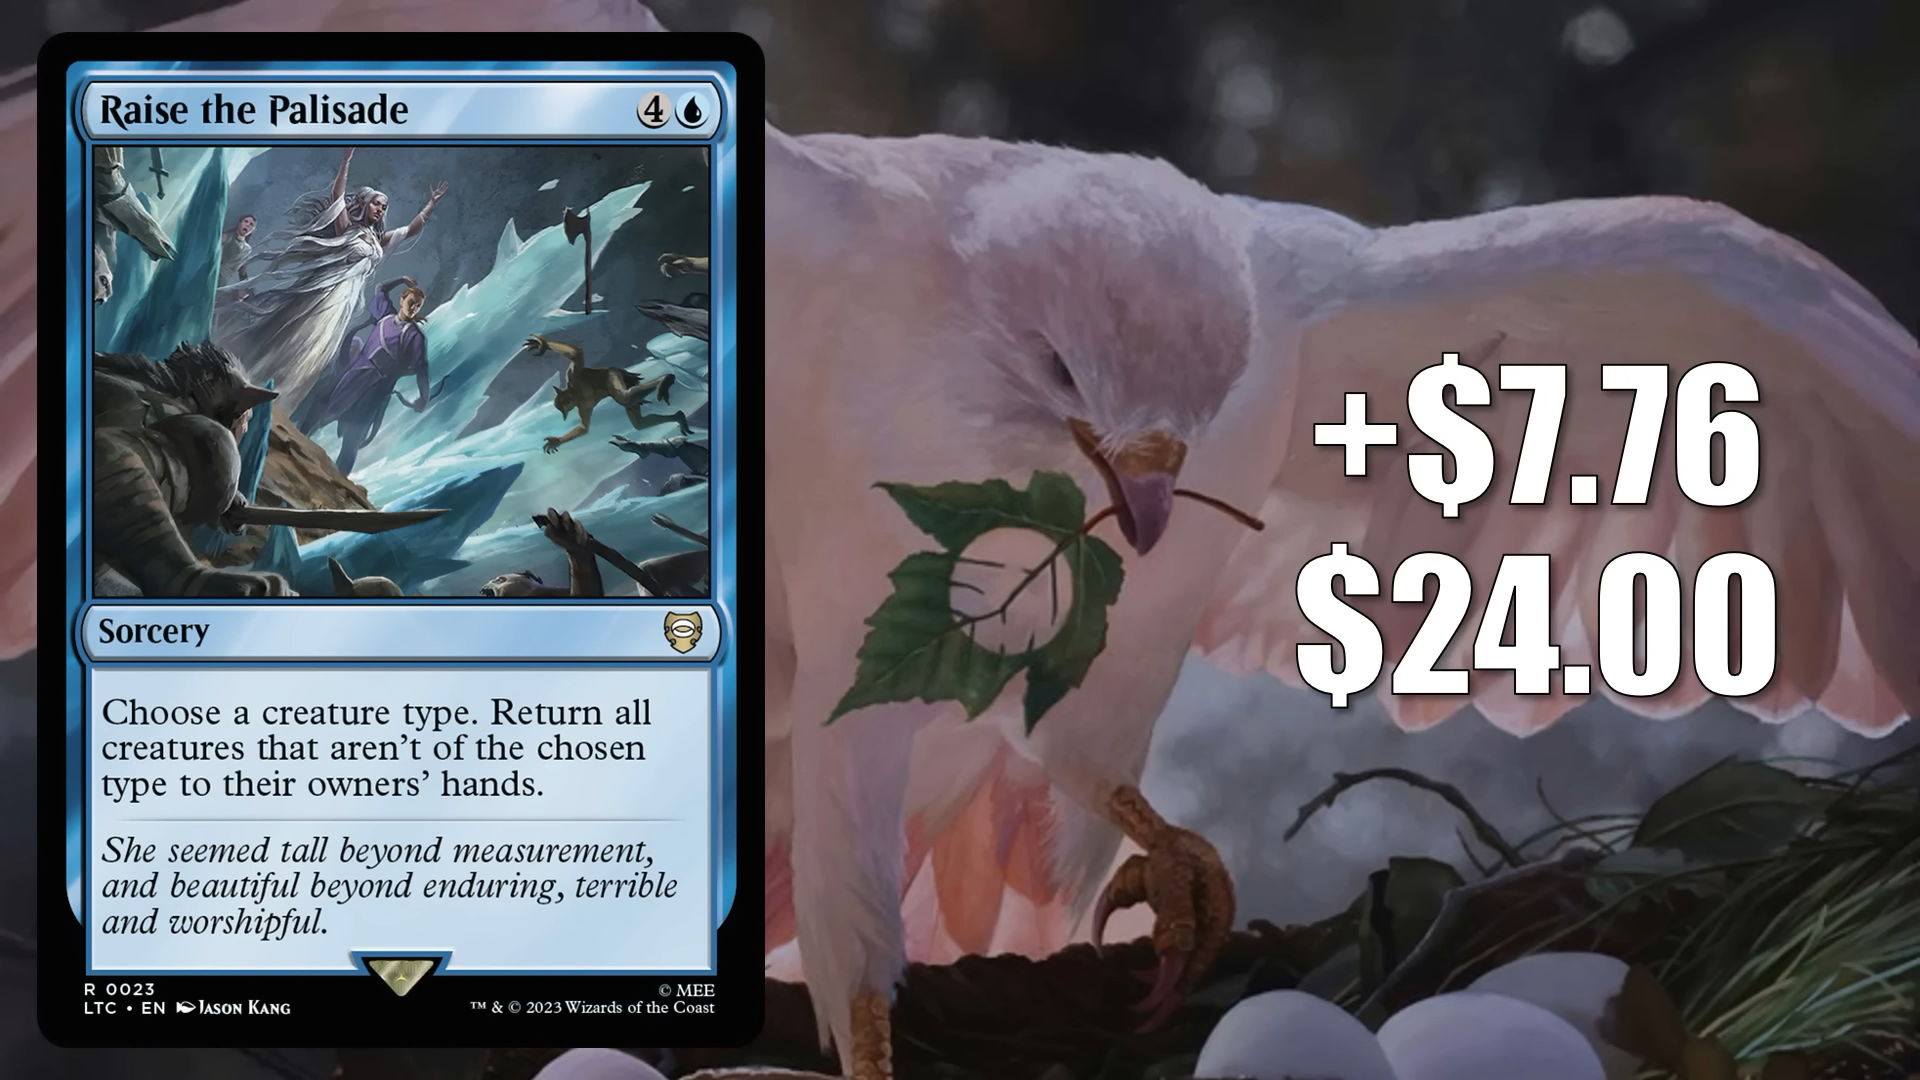 Raise the Palisade 4
Sorcery
Choose a creature type. Return all
creatures that aren't of the chosen
type to their owners' hands.
She seemed tall beyond measurement,
and beautiful beyond enduring, terrible
and worshipful.
R 0023
LTC • EN Jason Kang
© MEE
™ & © 2023 Wizards of the Coast
+$7.76
$24.00